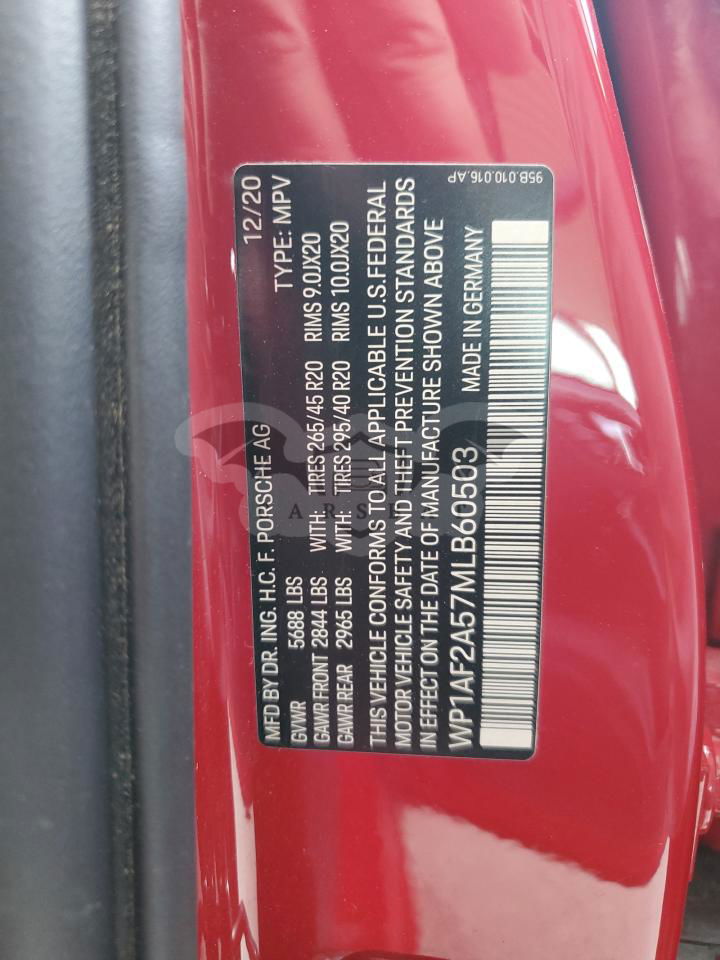 MFD BY DR. ING. H.C. F. PORSCHE AG 12/20
GVWR 5688 LBS TYPE: MPV
GAWR FRONT 2844 LBS WITH: TIRES 265/45 R20 RIMS 9.0JX20
GAWR REAR 2965 LBS WITH: TIRES 295/40 R20 RIMS 10.0JX20
THIS VEHICLE CONFORMS TO ALL APPLICABLE U.S. FEDERAL
MOTOR VEHICLE SAFETY AND THEFT PREVENTION STANDARDS
IN EFFECT ON THE DATE OF MANUFACTURE SHOWN ABOVE
WP1AF2A57MLB60503 MADE IN GERMANY
95B.010.016.AP